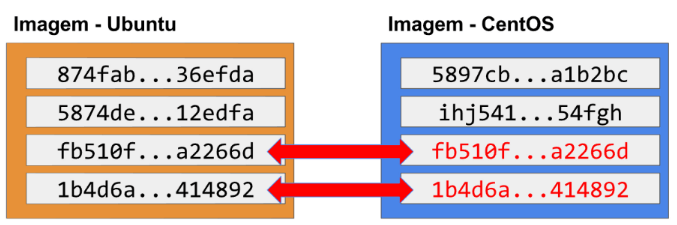 Imagem - Ubuntu
874fab...36efda
5874de...12edfa
fb510f...a2266d
1b4d6a...414892
Imagem - CentOS
5897cb...a1b2bc
ihj541...54fgh
fb510f...a2266d
1b4d6a...414892